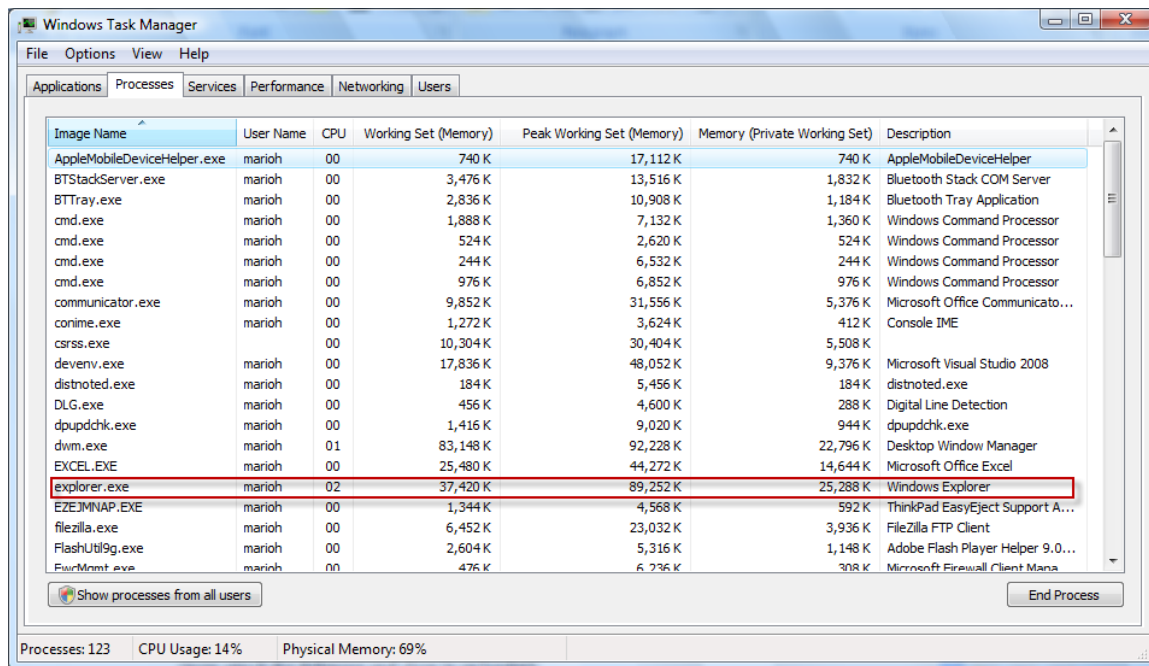 Windows Task Manager
File Options View Help
Applications Processes Services Performance Networking Users
Image Name User Name CPU Working Set (Memory) Peak Working Set (Memory) Memory (Private Working Set) Description
AppleMobileDeviceHelper.exe marioh 00 740 K 17,112 K 740 K AppleMobileDeviceHelper
BTStackServer.exe marioh 00 3,476 K 13,516 K 1,832 K Bluetooth Stack COM Server
BTTray.exe marioh 00 2,836 K 10,908 K 1,184 K Bluetooth Tray Application
cmd.exe marioh 00 1,888 K 7,132 K 1,360 K Windows Command Processor
cmd.exe marioh 00 524 K 2,620 K 524 K Windows Command Processor
cmd.exe marioh 00 244 K 6,532 K 244 K Windows Command Processor
cmd.exe marioh 00 976 K 6,852 K 976 K Windows Command Processor
communicator.exe marioh 00 9,852 K 31,556 K 5,376 K Microsoft Office Communicato...
conime.exe marioh 00 1,272 K 3,624 K 412 K Console IME
csrss.exe 00 10,304 K 30,404 K 5,508 K
devenv.exe marioh 00 17,836 K 48,052 K 9,376 K Microsoft Visual Studio 2008
distnoted.exe marioh 00 184 K 5,456 K 184 K distnoted.exe
DLG.exe marioh 00 456 K 4,600 K 288 K Digital Line Detection
dpupdchk.exe marioh 00 1,416 K 9,020 K 944 K dpupdchk.exe
dwm.exe marioh 01 83,148 K 92,228 K 22,796 K Desktop Window Manager
EXCEL.EXE marioh 00 25,480 K 44,272 K 14,644 K Microsoft Office Excel
explorer.exe marioh 02 37,420 K 89,252 K 25,288 K Windows Explorer
EZEJMNAP.EXE marioh 00 1,344 K 4,568 K 592 K ThinkPad EasyEject Support A...
filezilla.exe marioh 00 6,452 K 23,032 K 3,936 K FileZilla FTP Client
FlashUtil9g.exe marioh 00 2,604 K 5,316 K 1,148 K Adobe Flash Player Helper 9.0...
FwcMgmt.exe marioh 00 476 K 6,236 K 308 K Microsoft Firewall Client Mana...
Show processes from all users End Process
Processes: 123 CPU Usage: 14% Physical Memory: 69%